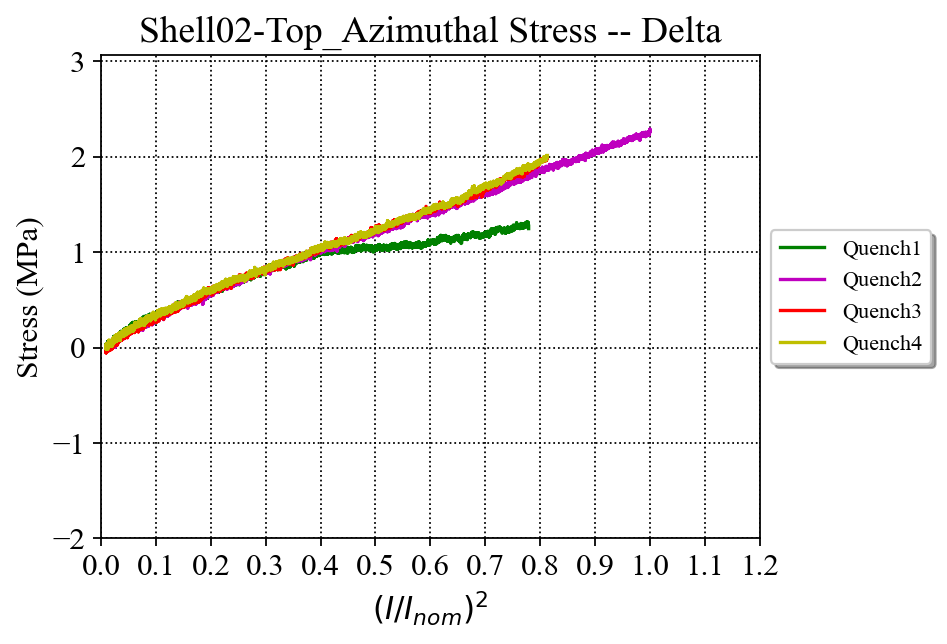 Shell02-Top_Azimuthal Stress -- Delta
3
2
1
0
−1
−2
Stress (MPa)
0.0 0.1 0.2 0.3 0.4 0.5 0.6 0.7 0.8 0.9 1.0 1.1 1.2
(I/I_{nom})^2
Quench1
Quench2
Quench3
Quench4